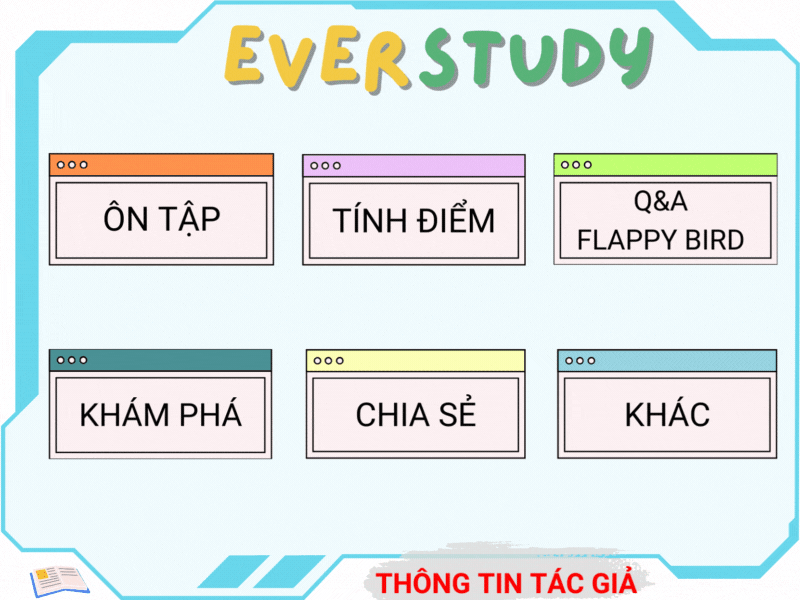 EVERSTUDY
ÔN TẬP
TÍNH ĐIỂM
Q&A
FLAPPY BIRD
KHÁM PHÁ
CHIA SẺ
KHÁC
THÔNG TIN TÁC GIẢ